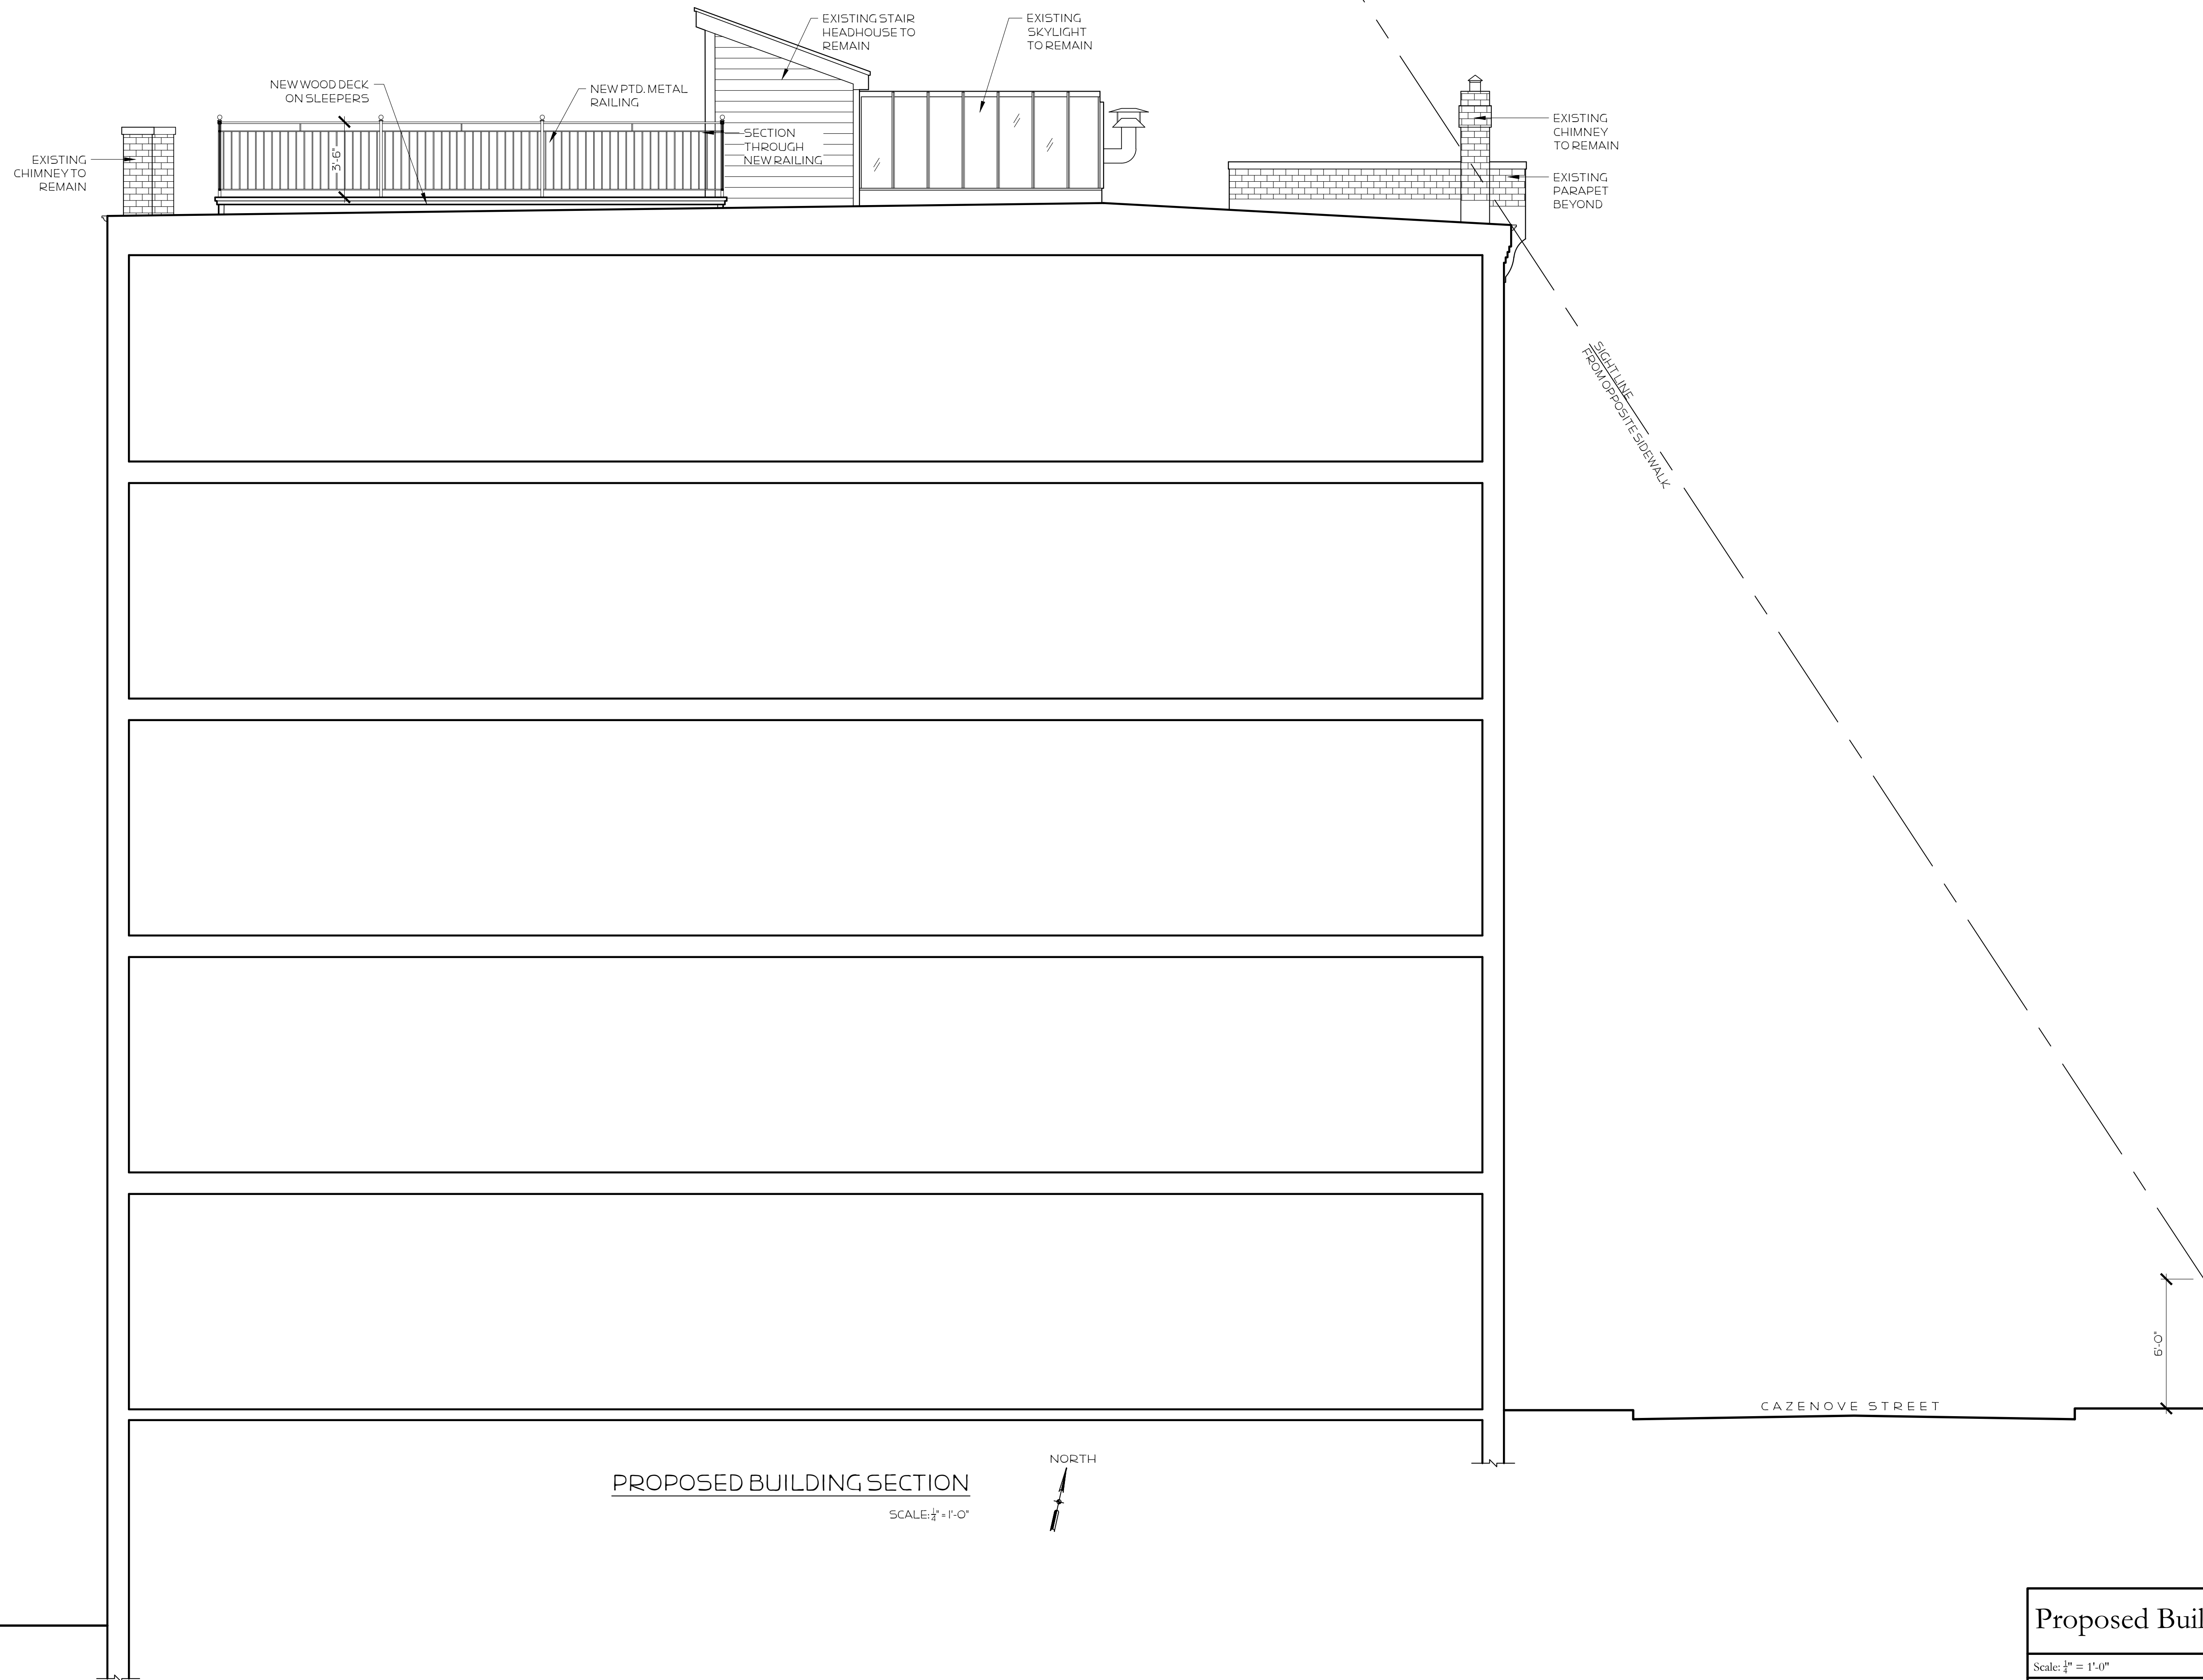 EXISTING STAIR
HEADHOUSE TO
REMAIN
EXISTING
SKYLIGHT
TO REMAIN
NEW WOOD DECK
ON SLEEPERS
NEW PTD. METAL
RAILING
EXISTING
CHIMNEY TO
REMAIN
3'-6"
SECTION
THROUGH
NEW RAILING
EXISTING
CHIMNEY
TO REMAIN
EXISTING
PARAPET
BEYOND
SIGHT LINE
FROM OPPOSITE SIDEWALK
6'-0"
CAZENOVE STREET
PROPOSED BUILDING SECTION
SCALE: 1/4" = 1'-0"
NORTH
Proposed Buil
Scale: 1/4" = 1'-0"